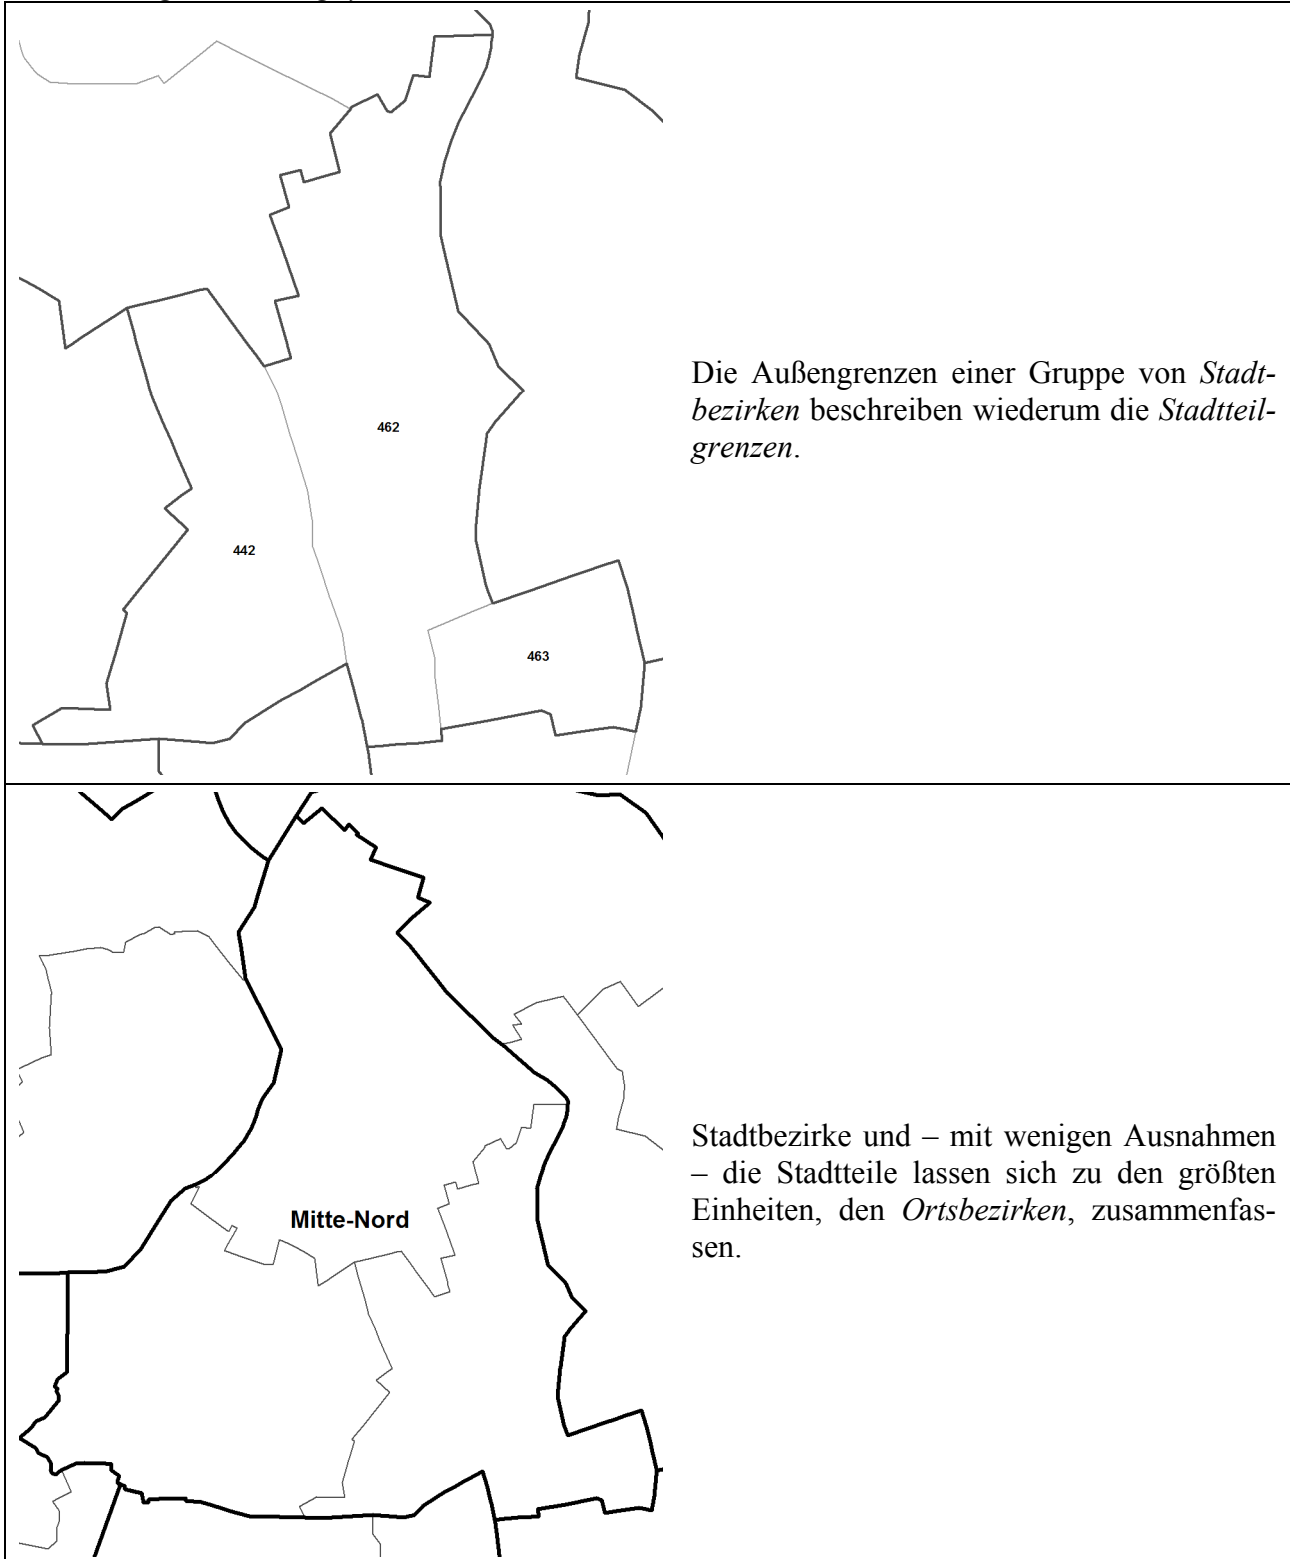 462
442
463
Die Außengrenzen einer Gruppe von Stadt-
bezirken beschreiben wiederum die Stadtteil-
grenzen.
Mitte-Nord
Stadtbezirke und – mit wenigen Ausnahmen
– die Stadtteile lassen sich zu den größten
Einheiten, den Ortsbezirken, zusammenfas-
sen.